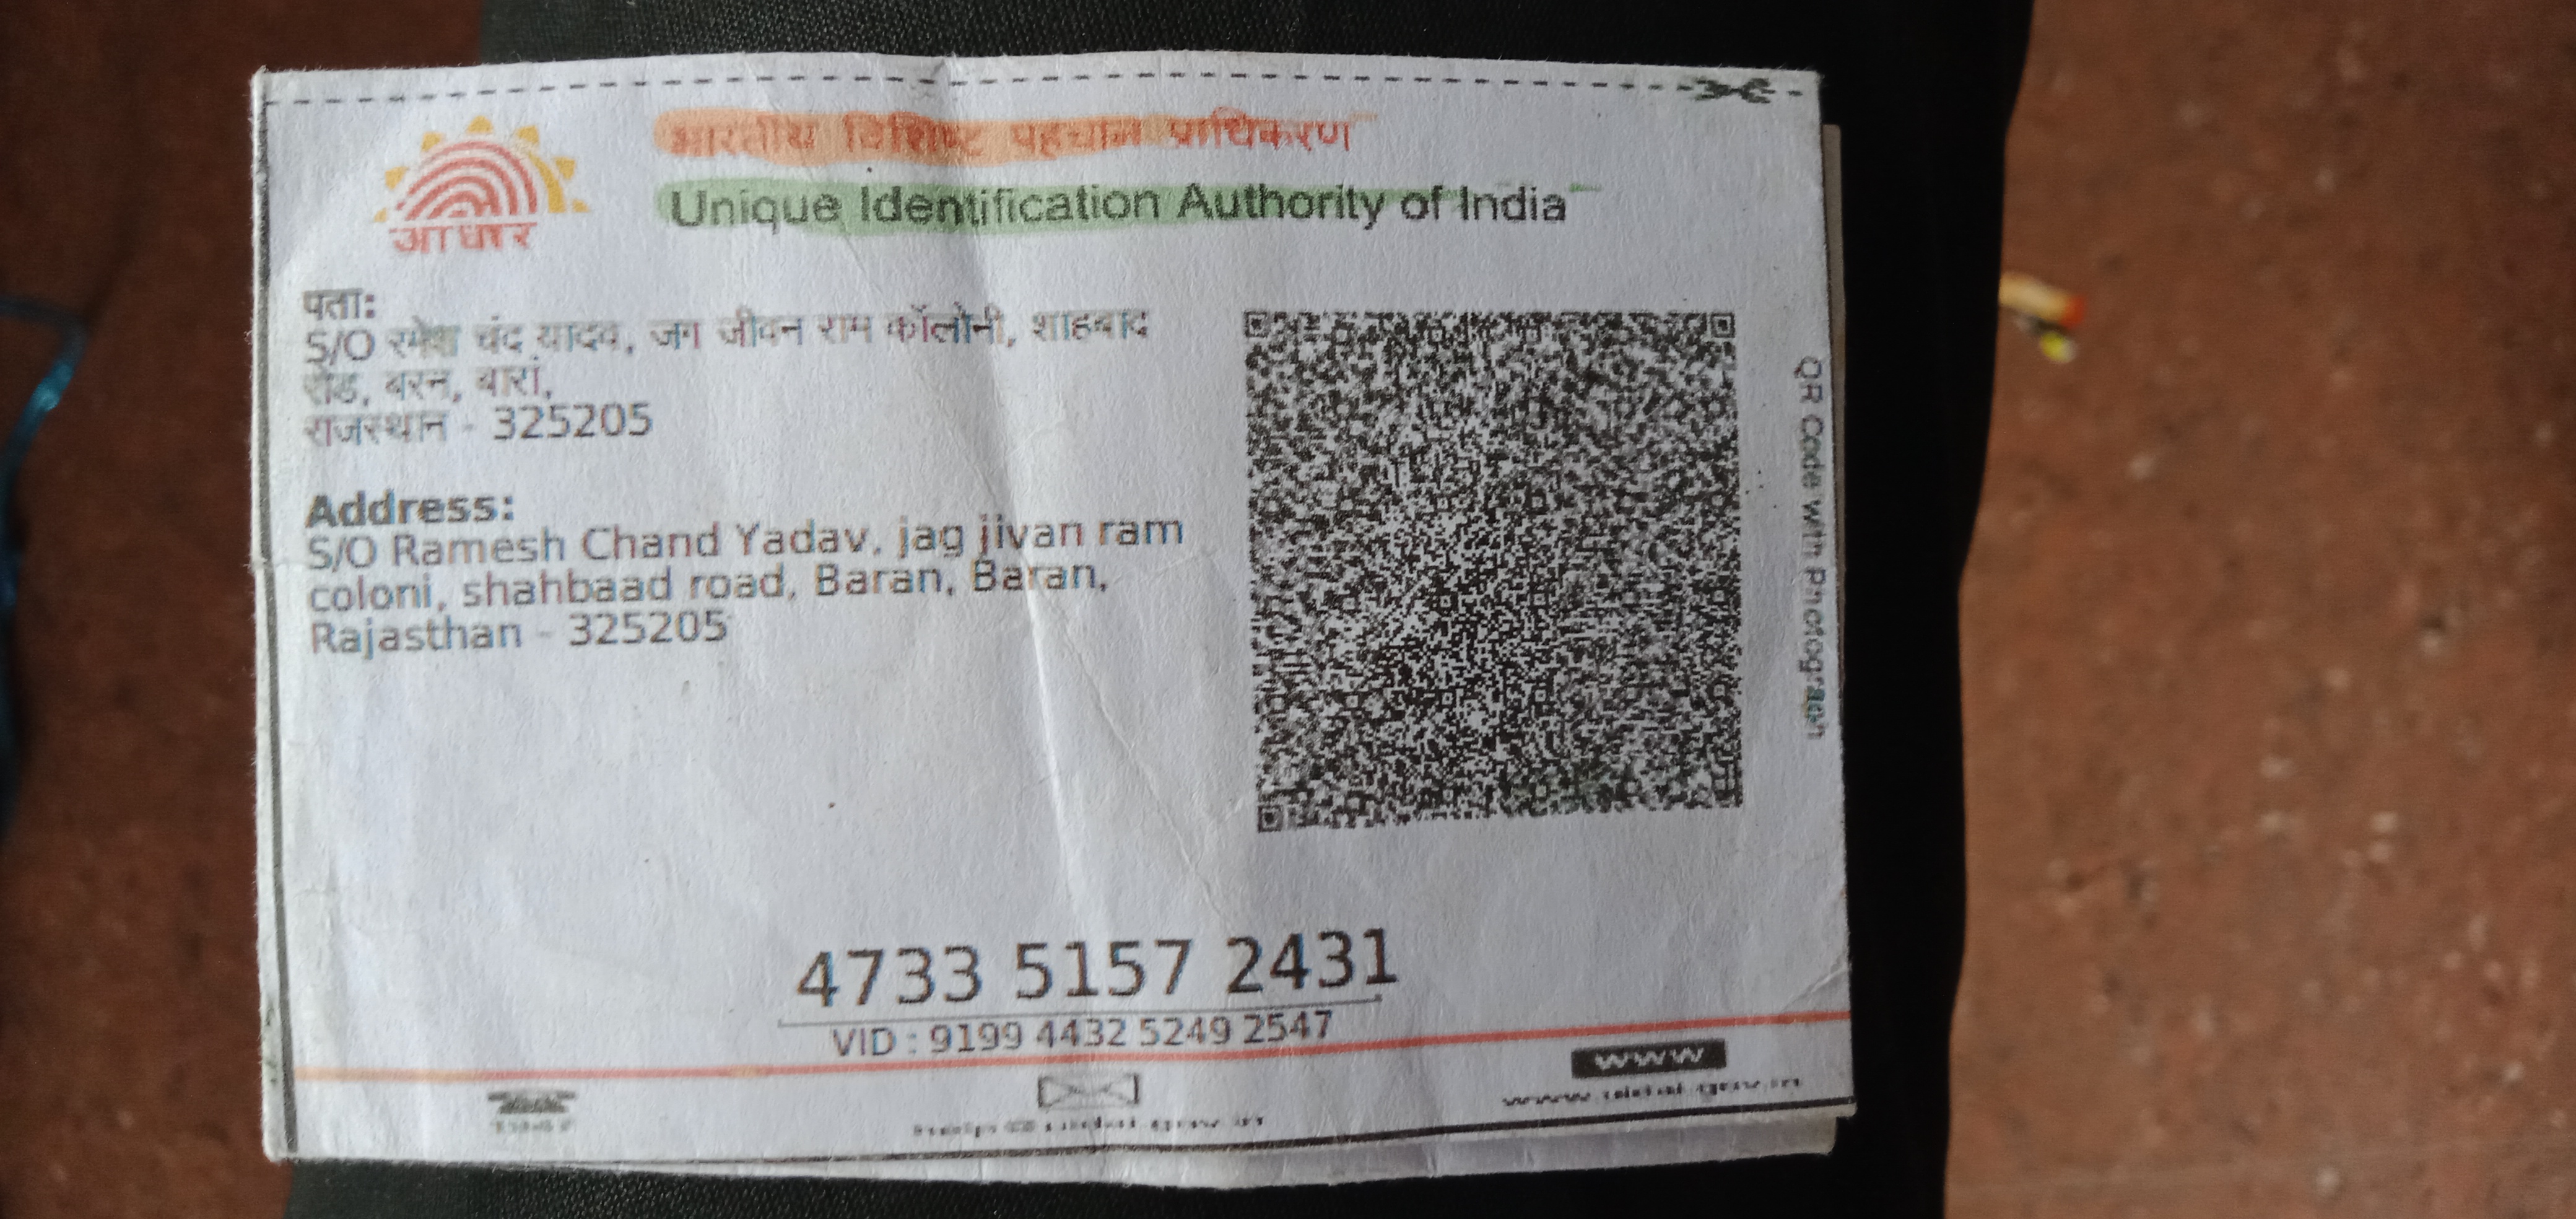 भारतीय विशिष्ट पहचान प्राधिकरण
Unique Identification Authority of India
आधार
पता:
S/O रमेश चंद यादव, जग जीवन राम कॉलोनी, शाहबाद
रोड, बरन, बारां,
राजस्थान - 325205
Address:
S/O Ramesh Chand Yadav, jag jivan ram
coloni, shahbaad road, Baran, Baran,
Rajasthan - 325205
QR Code with Photograph
4733 5157 2431
VID : 9199 4432 5249 2547
www